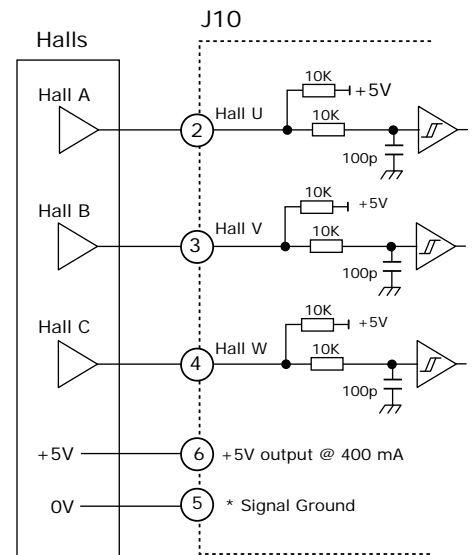 J10
Halls
10K
Hall A
+5V
2
Hall U
10K
100p
10K
Hall B
+5V
3
Hall V
10K
100p
10K
Hall C
+5V
4
Hall W
10K
100p
+5V
6
+5V output @ 400 mA
0V
5
* Signal Ground